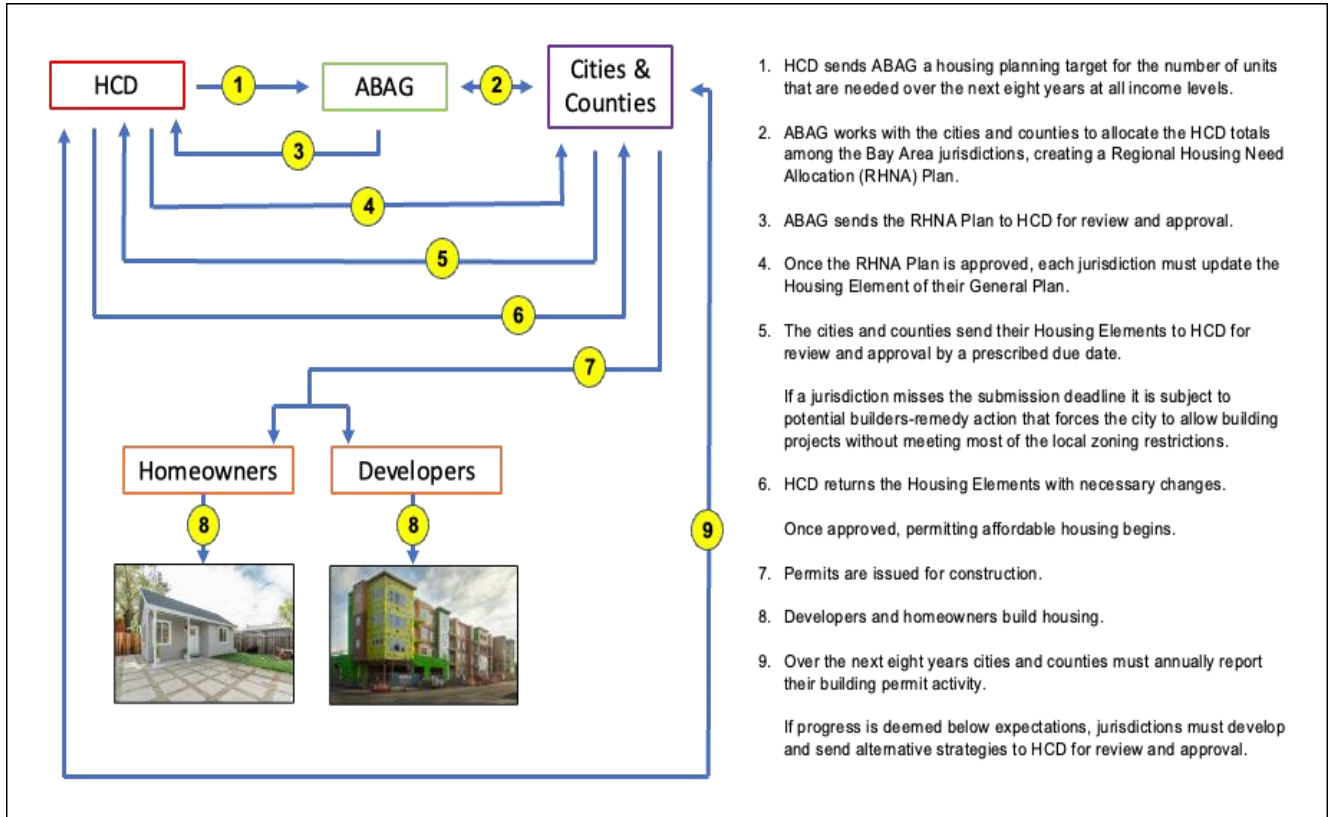 HCD
1
ABAG
2
Cities &
Counties
3
4
5
6
7
Homeowners
Developers
8
8
9
1. HCD sends ABAG a housing planning target for the number of units
that are needed over the next eight years at all income levels.
2. ABAG works with the cities and counties to allocate the HCD totals
among the Bay Area jurisdictions, creating a Regional Housing Need
Allocation (RHNA) Plan.
3. ABAG sends the RHNA Plan to HCD for review and approval.
4. Once the RHNA Plan is approved, each jurisdiction must update the
Housing Element of their General Plan.
5. The cities and counties send their Housing Elements to HCD for
review and approval by a prescribed due date.
If a jurisdiction misses the submission deadline it is subject to
potential builders-remedy action that forces the city to allow building
projects without meeting most of the local zoning restrictions.
6. HCD returns the Housing Elements with necessary changes.
Once approved, permitting affordable housing begins.
7. Permits are issued for construction.
8. Developers and homeowners build housing.
9. Over the next eight years cities and counties must annually report
their building permit activity.
If progress is deemed below expectations, jurisdictions must develop
and send alternative strategies to HCD for review and approval.